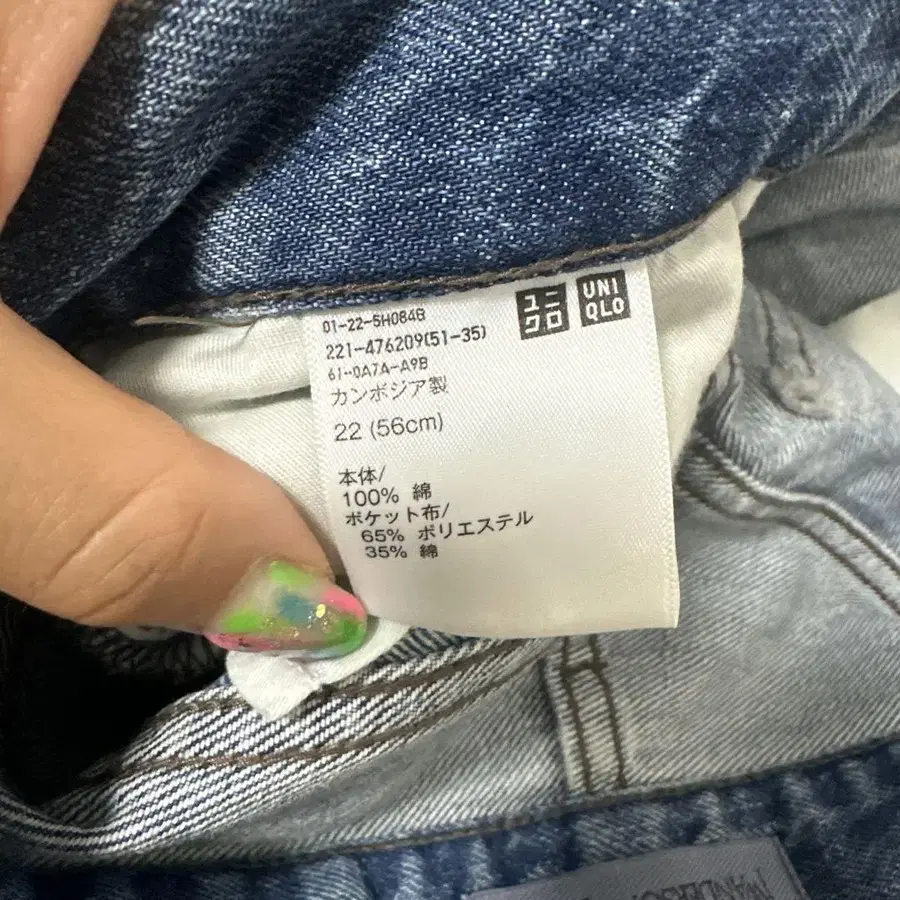 01-22-5H084B
221-476209(51-35)
61-0A7A-A9B
カンボジア製
22 (56cm)
ユニ
クロ
UNI
QLO
本体/
100% 綿
ポケット布/
65% ポリエステル
35% 綿